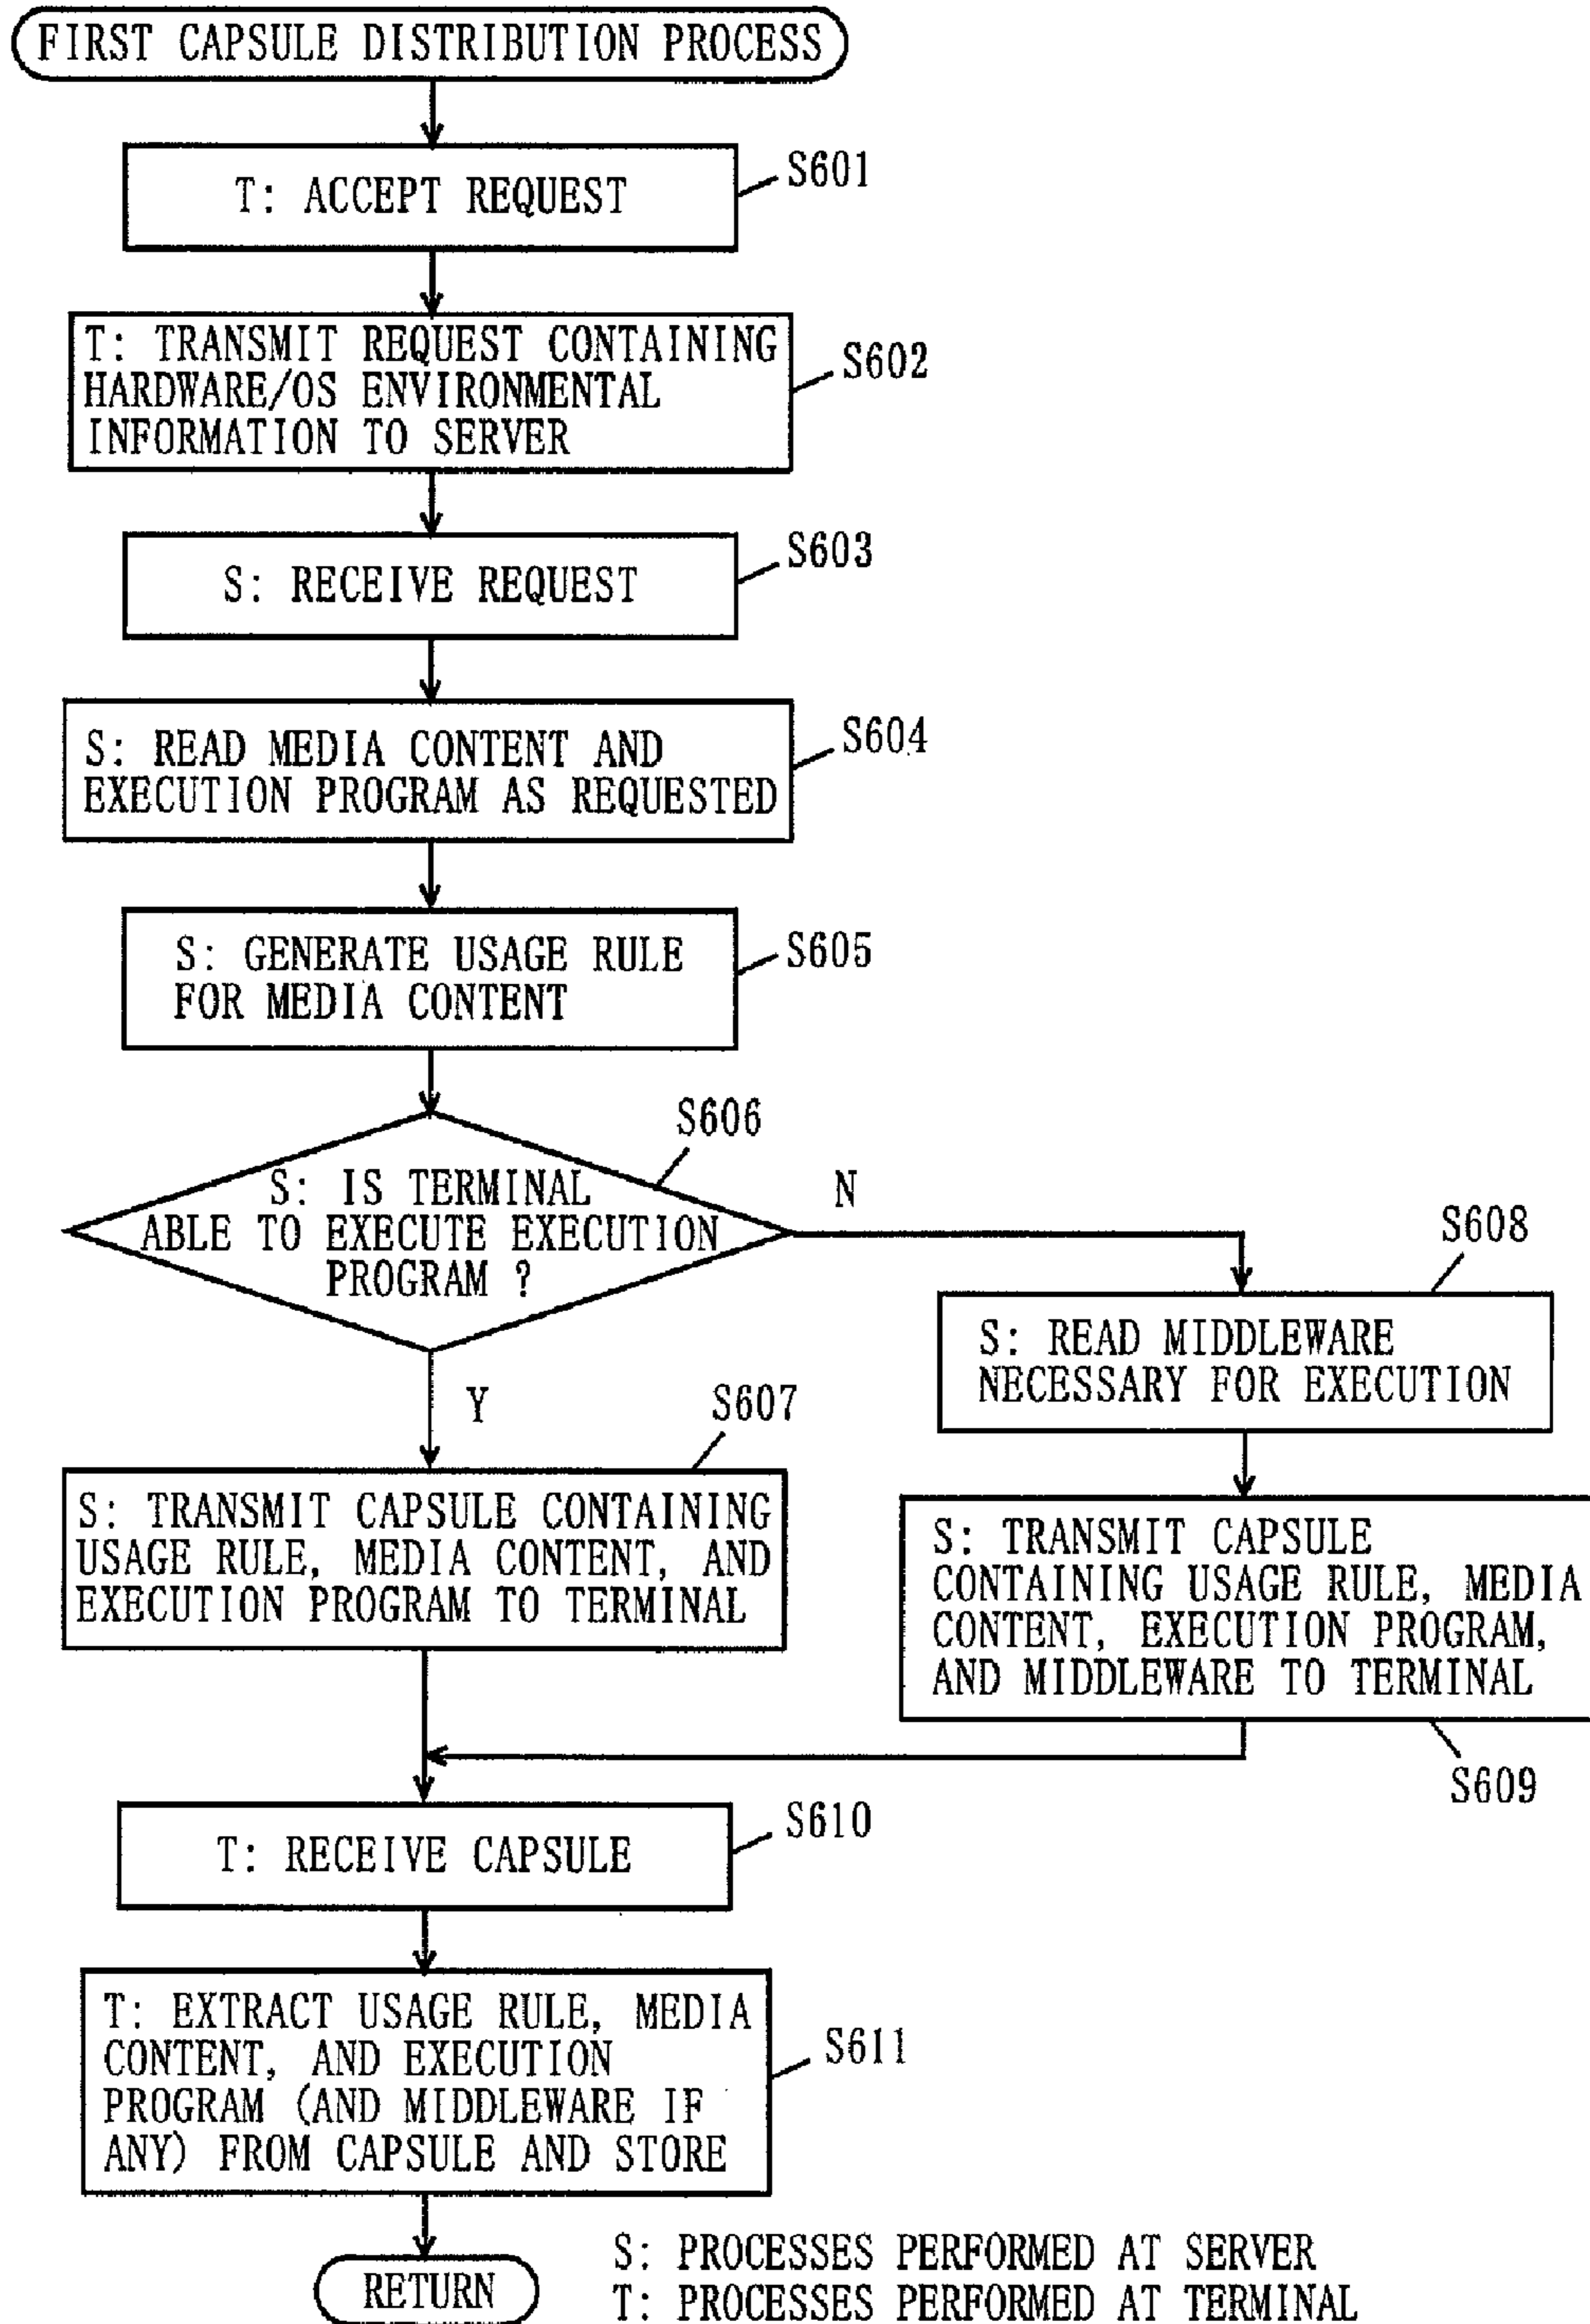 FIRST CAPSULE DISTRIBUTION PROCESS
T: ACCEPT REQUEST
S601
T: TRANSMIT REQUEST CONTAINING
HARDWARE/OS ENVIRONMENTAL
INFORMATION TO SERVER
S602
S: RECEIVE REQUEST
S603
S: READ MEDIA CONTENT AND
EXECUTION PROGRAM AS REQUESTED
S604
S: GENERATE USAGE RULE
FOR MEDIA CONTENT
S605
S: IS TERMINAL
ABLE TO EXECUTE EXECUTION
PROGRAM ?
S606
N
Y
S: TRANSMIT CAPSULE CONTAINING
USAGE RULE, MEDIA CONTENT, AND
EXECUTION PROGRAM TO TERMINAL
S607
S: READ MIDDLEWARE
NECESSARY FOR EXECUTION
S608
S: TRANSMIT CAPSULE
CONTAINING USAGE RULE, MEDIA
CONTENT, EXECUTION PROGRAM,
AND MIDDLEWARE TO TERMINAL
S609
T: RECEIVE CAPSULE
S610
T: EXTRACT USAGE RULE, MEDIA
CONTENT, AND EXECUTION
PROGRAM (AND MIDDLEWARE IF
ANY) FROM CAPSULE AND STORE
S611
RETURN
S: PROCESSES PERFORMED AT SERVER
T: PROCESSES PERFORMED AT TERMINAL